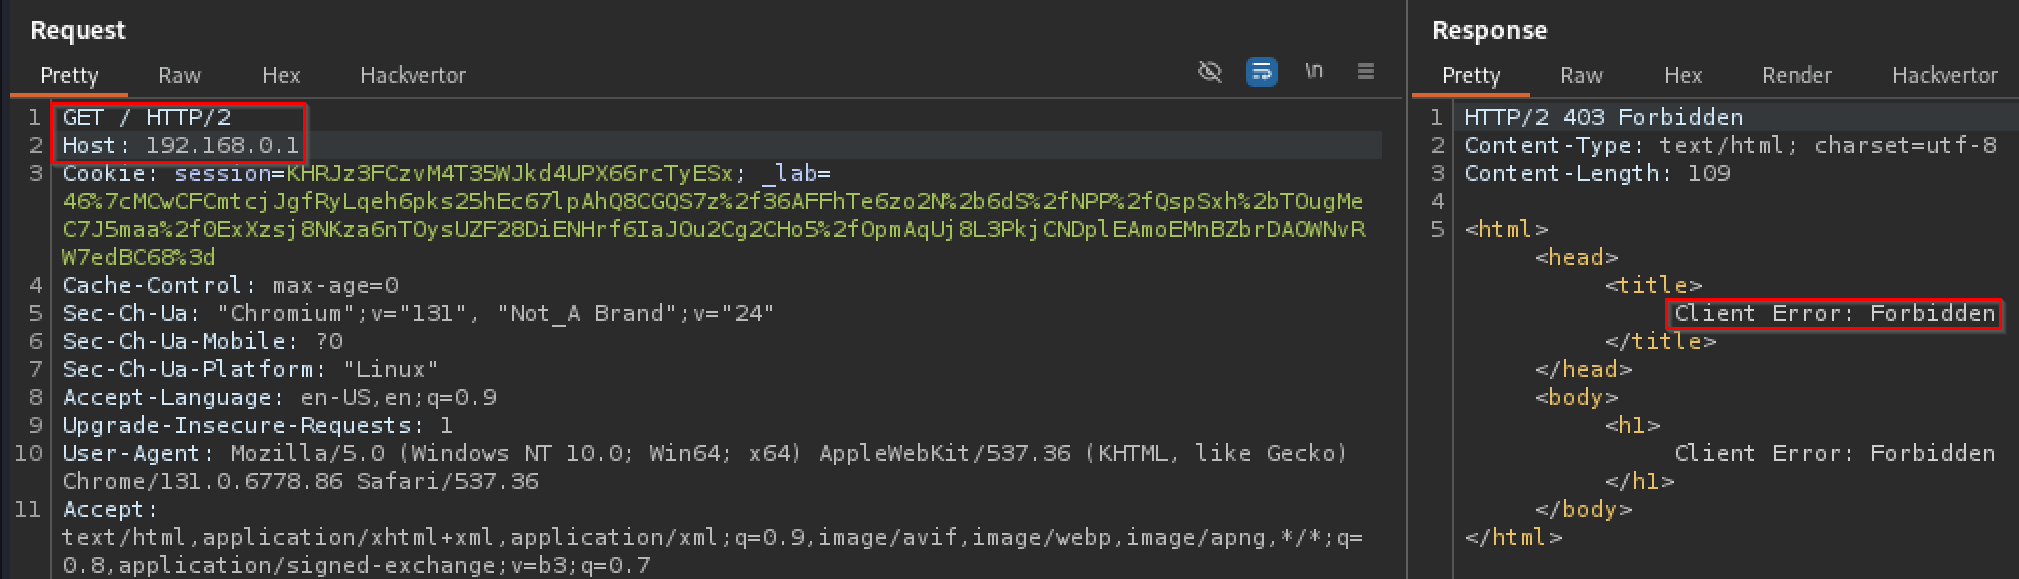 Request
Pretty Raw Hex Hackvertor \n
1 GET / HTTP/2
2 Host: 192.168.0.1
3 Cookie: session=KHRJz3FCzvM4T35WJkd4UPX66rcTyESx; _lab=
46%7cMCwCFCmtcjJgfRyLqeh6pks25hEc67lpAhQ8CGQS7z%2f36AFFhTe6zo2N%2b6dS%2fNPP%2fQspSxh%2bTOugMe
C7J5maa%2f0ExXzsj8NKza6nTOysUZF28DiENHrf6IaJOu2Cg2CHo5%2fOpmAqUj8L3PkjCNDplEAmoEMnBZbrDAOWNvR
W7edBC68%3d
4 Cache-Control: max-age=0
5 Sec-Ch-Ua: "Chromium";v="131", "Not_A Brand";v="24"
6 Sec-Ch-Ua-Mobile: ?0
7 Sec-Ch-Ua-Platform: "Linux"
8 Accept-Language: en-US,en;q=0.9
9 Upgrade-Insecure-Requests: 1
10 User-Agent: Mozilla/5.0 (Windows NT 10.0; Win64; x64) AppleWebKit/537.36 (KHTML, like Gecko)
Chrome/131.0.6778.86 Safari/537.36
11 Accept:
text/html,application/xhtml+xml,application/xml;q=0.9,image/avif,image/webp,image/apng,*/*;q=
0.8,application/signed-exchange;v=b3;q=0.7
Response
Pretty Raw Hex Render Hackvertor
1 HTTP/2 403 Forbidden
2 Content-Type: text/html; charset=utf-8
3 Content-Length: 109
4
5 <html>
<head>
<title>
Client Error: Forbidden
</title>
</head>
<body>
<h1>
Client Error: Forbidden
</h1>
</body>
</html>